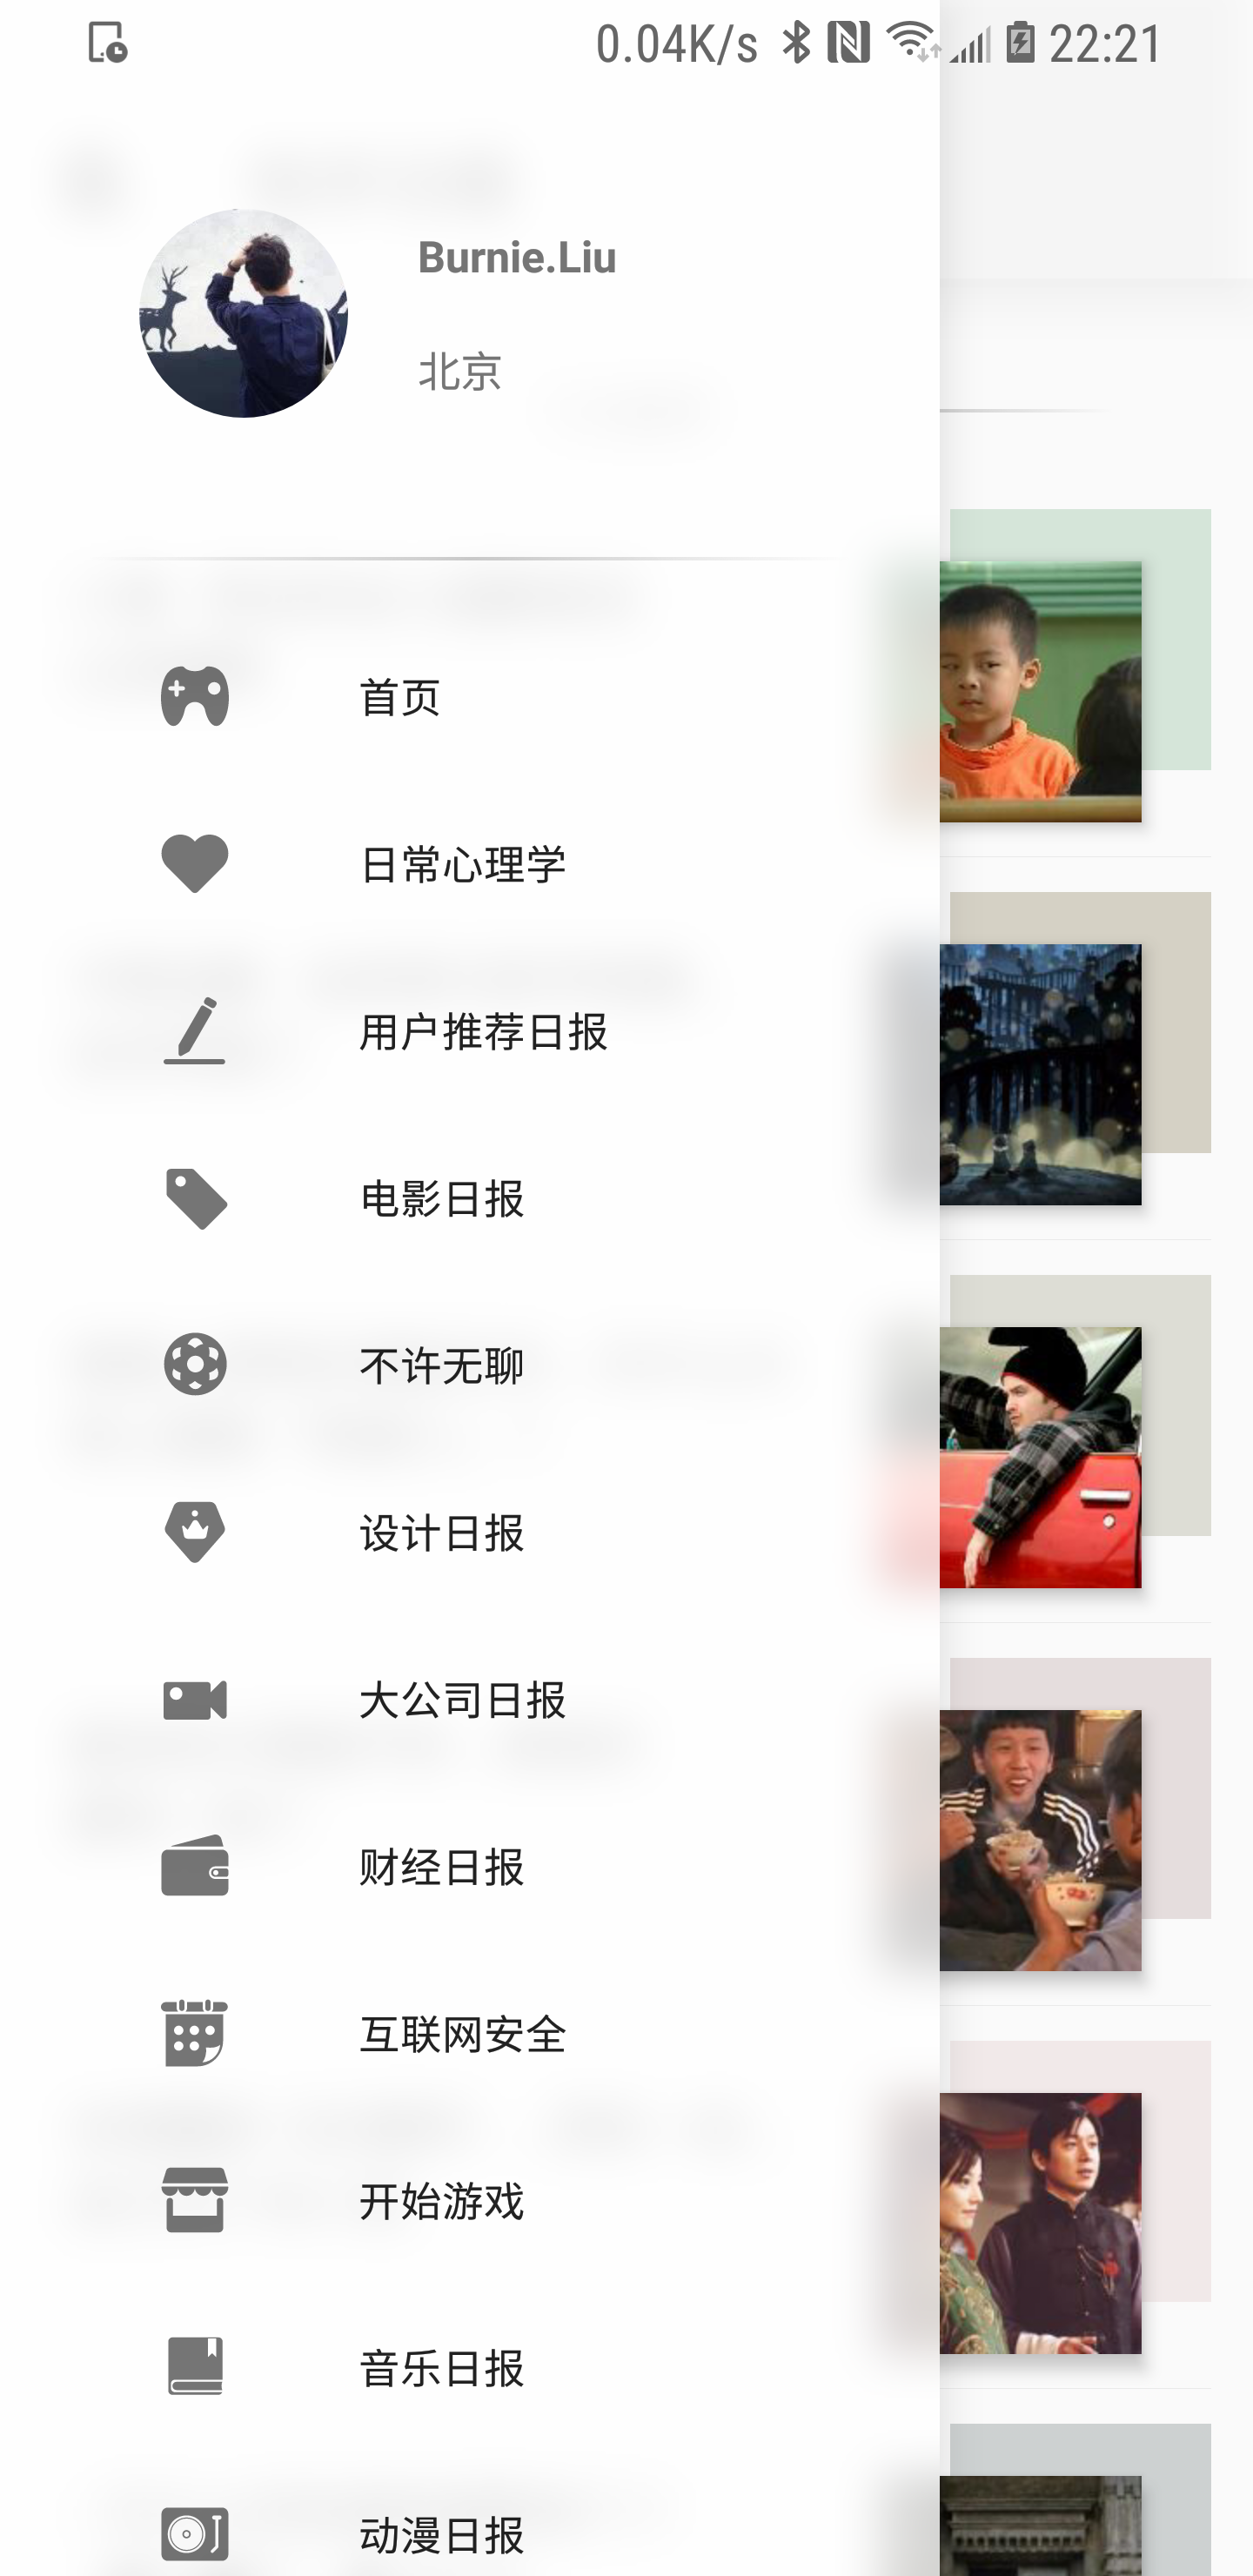 0.04K/s 22:21
Burnie.Liu
北京
首页
日常心理学
用户推荐日报
电影日报
不许无聊
设计日报
大公司日报
财经日报
互联网安全
开始游戏
音乐日报
动漫日报